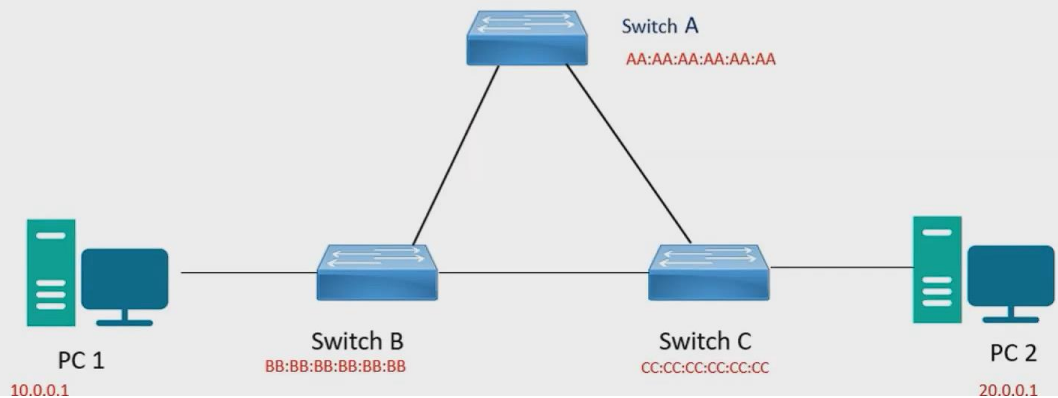 Switch A
AA:AA:AA:AA:AA:AA
Switch B
BB:BB:BB:BB:BB:BB
Switch C
CC:CC:CC:CC:CC:CC
PC 1
10.0.0.1
PC 2
20.0.0.1